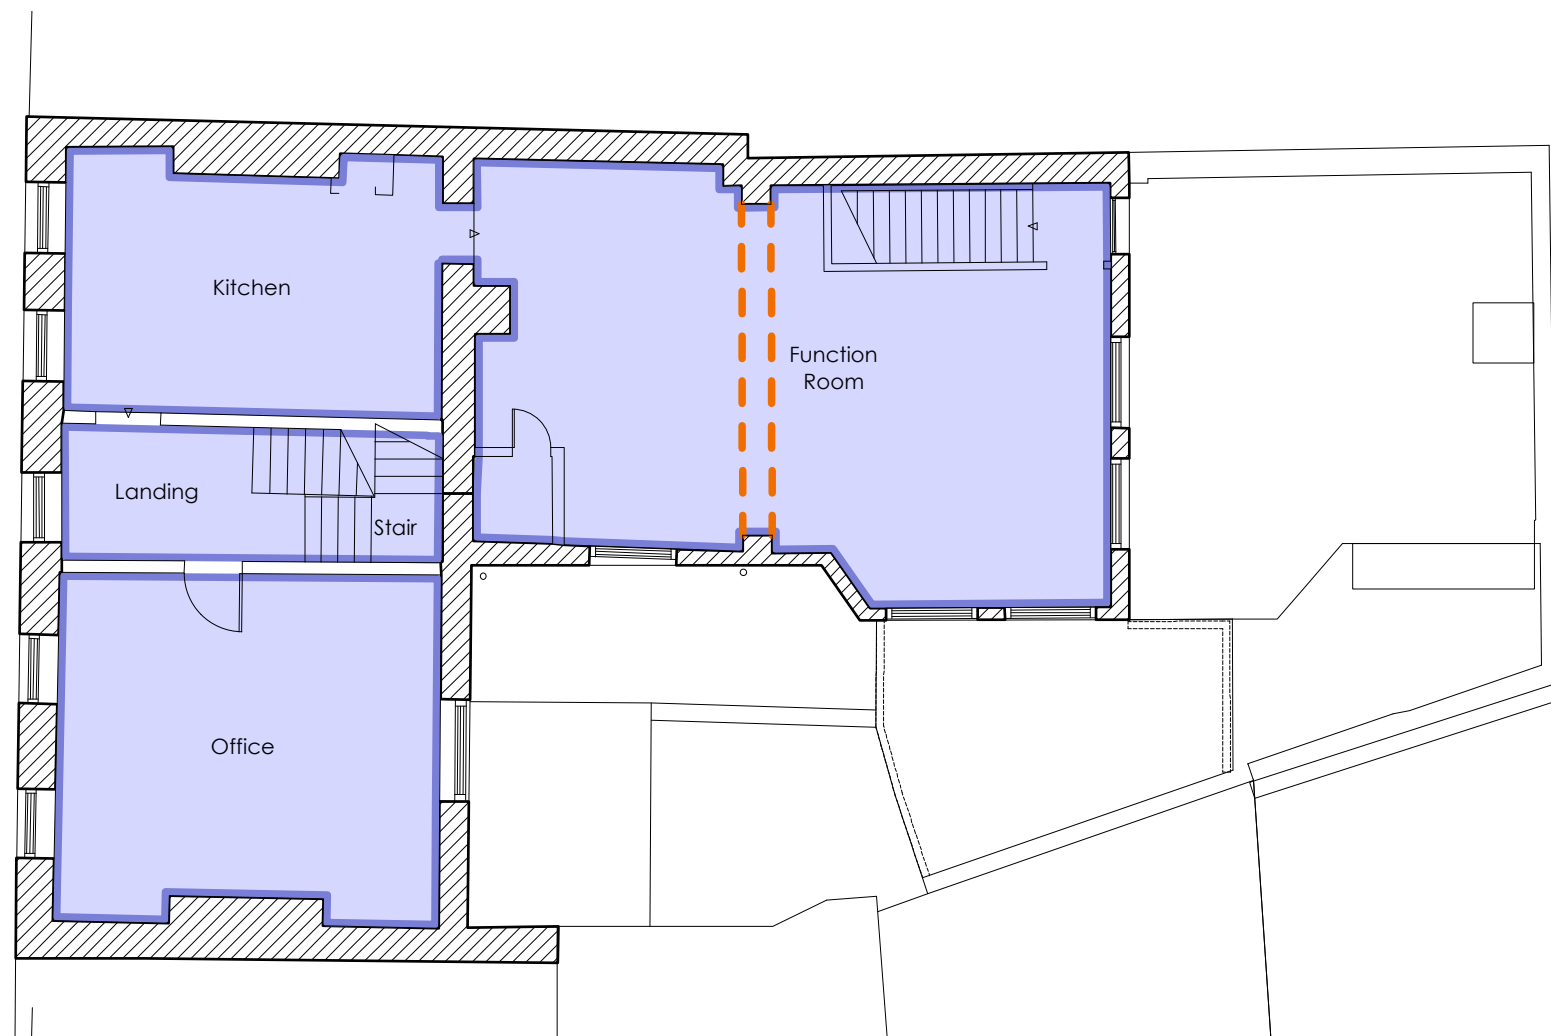 Kitchen
Function
Room
Landing
Stair
Office